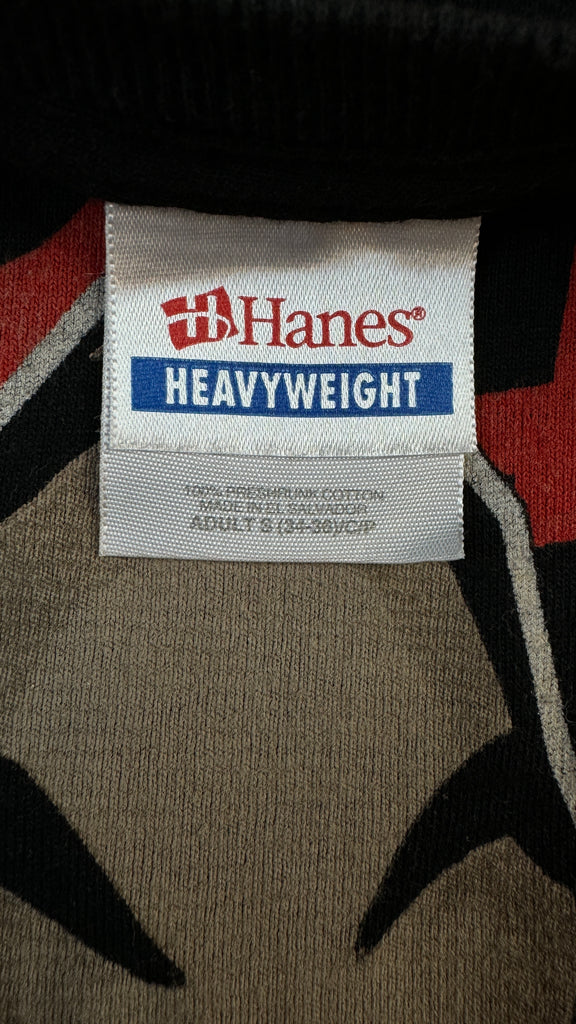 Hanes®
HEAVYWEIGHT
100% PRESHRUNK COTTON
MADE IN EL SALVADOR
ADULT S (34-36)/C/P